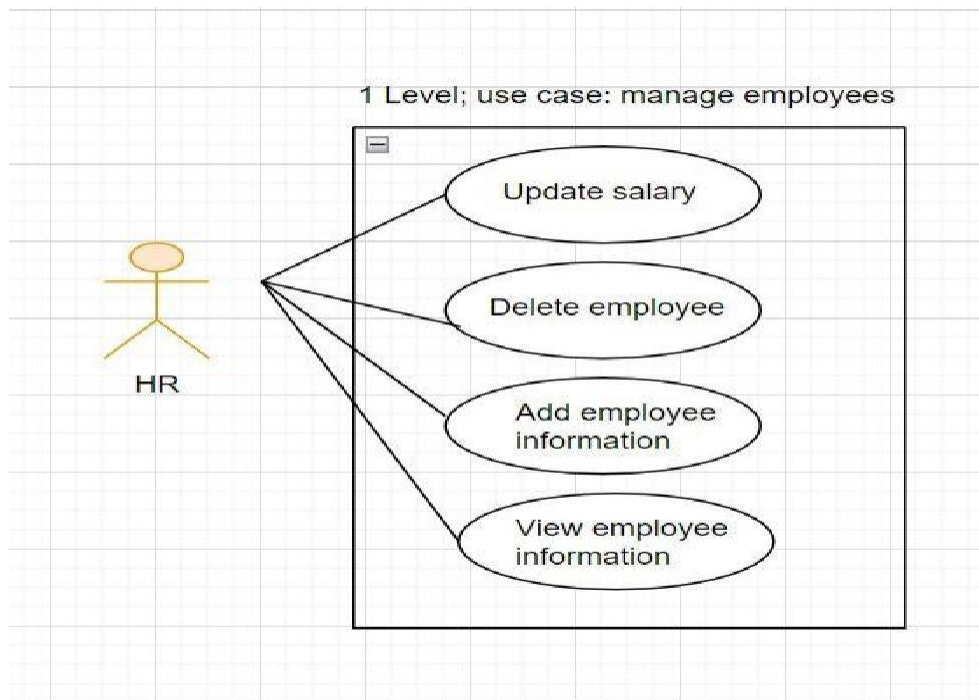 1 Level; use case: manage employees
Update salary
Delete employee
HR
Add employee
information
View employee
information